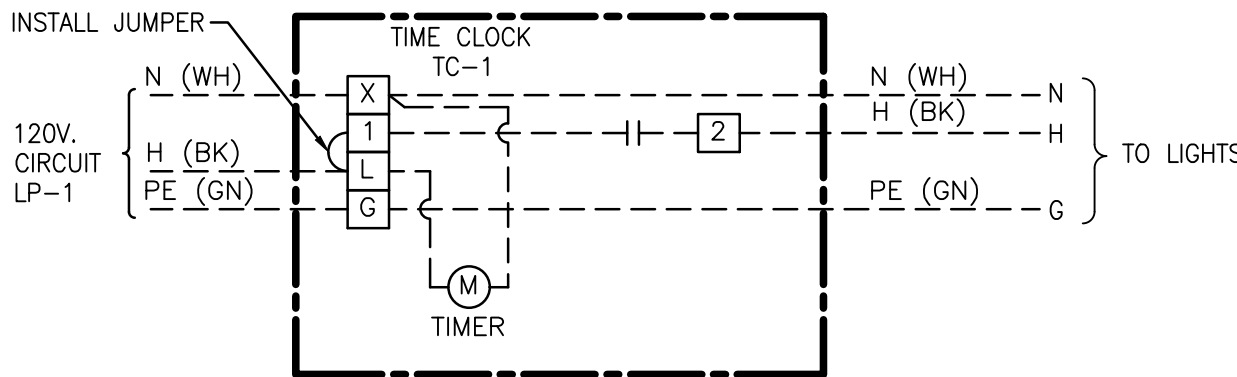 INSTALL JUMPER
TIME CLOCK
TC-1
N (WH)
X
N (WH)
N
1
2
H (BK)
H
120V.
CIRCUIT
LP-1
H (BK)
L
TO LIGHTS
PE (GN)
G
PE (GN)
G
M
TIMER